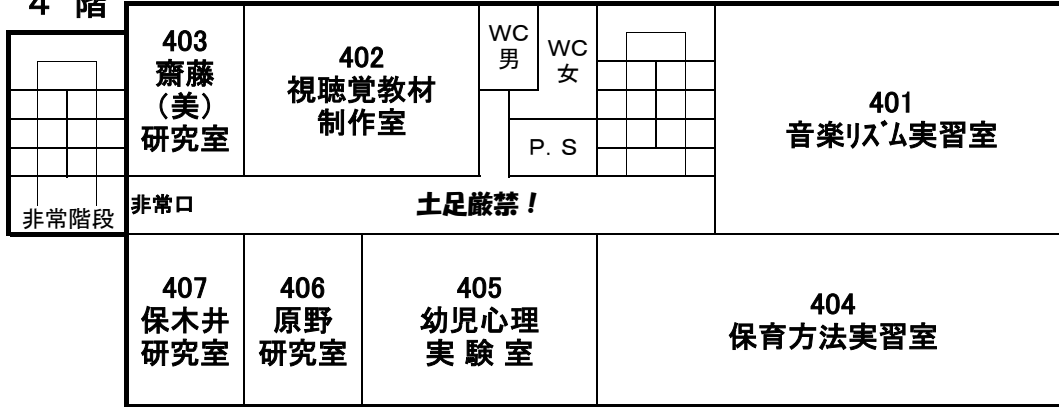 4 階
403
齋藤
（美）
研究室
402
視聴覚教材
制作室
WC
男
WC
女
P. S
401
音楽リズム実習室
非常階段
非常口
土足厳禁！
407
保木井
研究室
406
原野
研究室
405
幼児心理
実 験 室
404
保育方法実習室